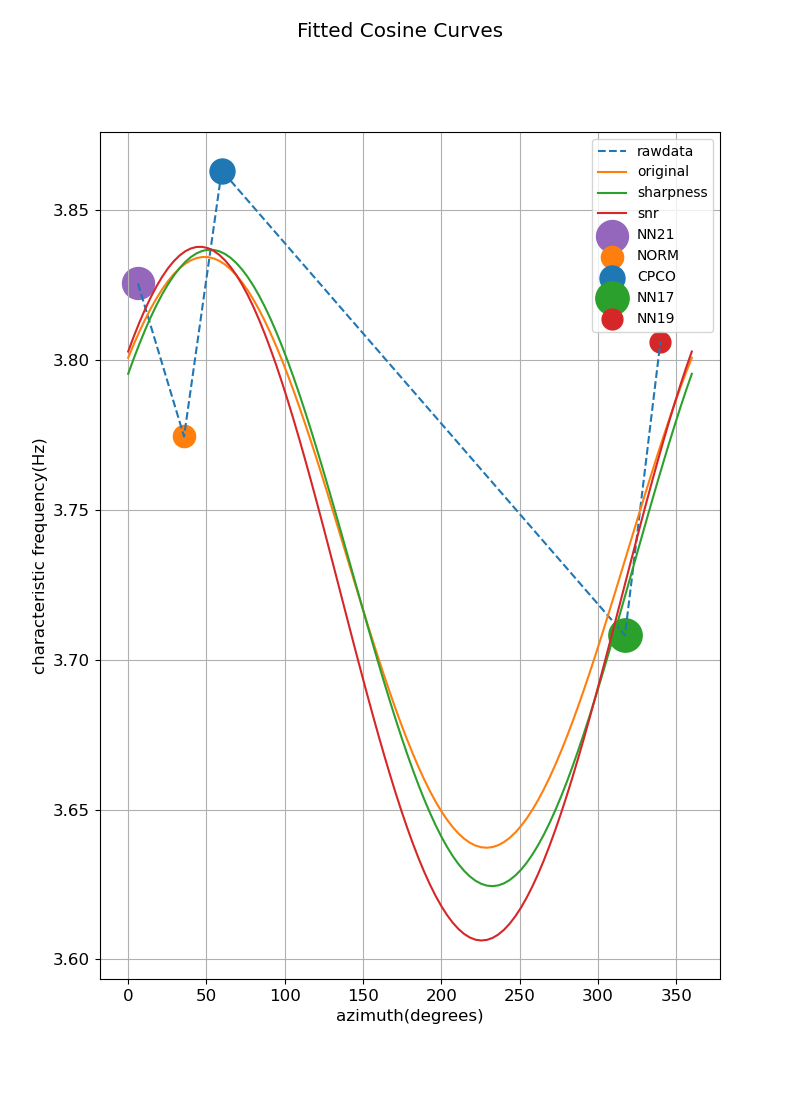 Fitted Cosine Curves
rawdata
original
sharpness
snr
NN21
NORM
CPCO
NN17
NN19
characteristic frequency(Hz)
3.85
3.80
3.75
3.70
3.65
3.60
0 50 100 150 200 250 300 350
azimuth(degrees)